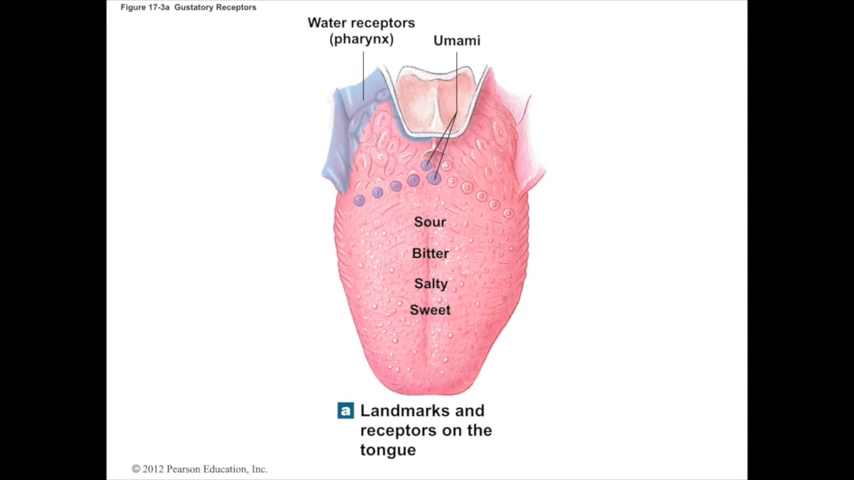 Figure 17-3a Gustatory Receptors
Water receptors
(pharynx)
Umami
Sour
Bitter
Salty
Sweet
a Landmarks and
receptors on the
tongue
© 2012 Pearson Education, Inc.